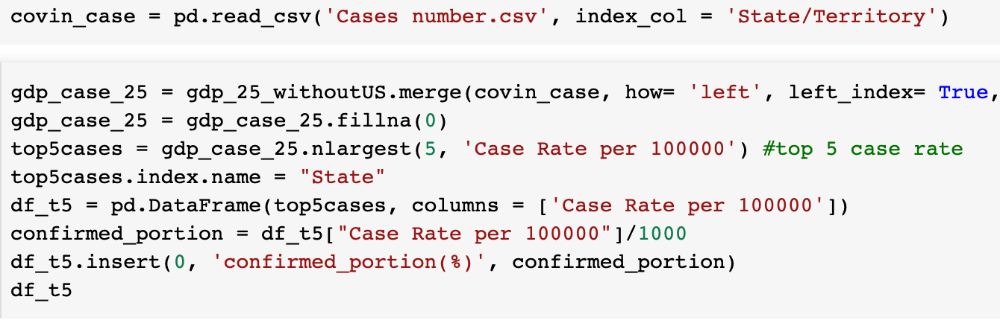 covin_case = pd.read_csv('Cases number.csv', index_col = 'State/Territory')
gdp_case_25 = gdp_25_withoutUS.merge(covin_case, how= 'left', left_index= True,
gdp_case_25 = gdp_case_25.fillna(0)
top5cases = gdp_case_25.nlargest(5, 'Case Rate per 100000') #top 5 case rate
top5cases.index.name = "State"
df_t5 = pd.DataFrame(top5cases, columns = ['Case Rate per 100000'])
confirmed_portion = df_t5["Case Rate per 100000"]/1000
df_t5.insert(0, 'confirmed_portion(%)', confirmed_portion)
df_t5